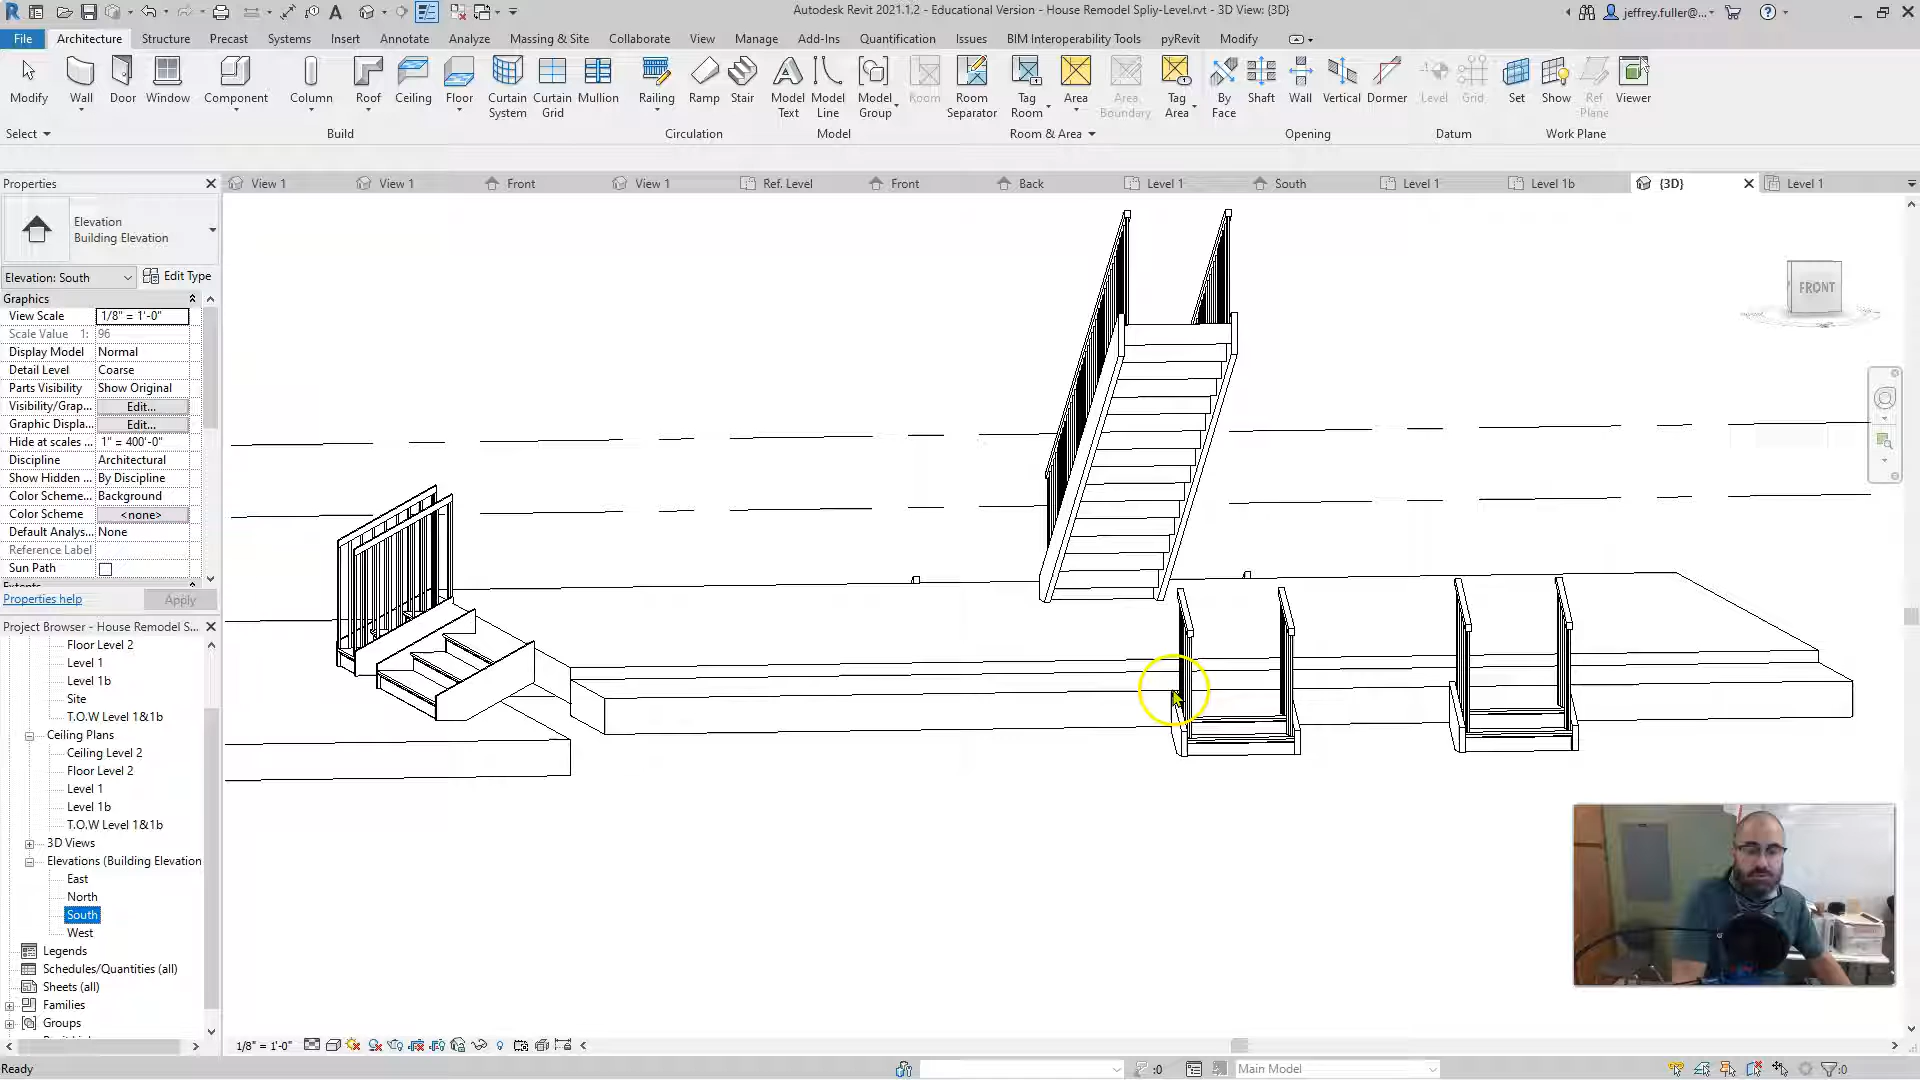 Autodesk Revit 2021.1.2 - Educational Version - House Remodel Spliy-Level.rvt - 3D View: {3D}
jeffrey.fuller@...
File Architecture Structure Precast Systems Insert Annotate Analyze Massing & Site Collaborate View Manage Add-Ins Quantification Issues BIM Interoperability Tools pyRevit Modify
Modify Wall Door Window Component Column Roof Ceiling Floor Curtain System Curtain Grid Mullion Railing Ramp Stair Model Text Model Line Model Group Room Room Separator Tag Room Area Area Boundary Tag Area By Face Shaft Wall Vertical Dormer Level Grid Set Show Ref Plane Viewer
Select Build Circulation Model Room & Area Opening Datum Work Plane
Properties
View 1 View 1 Front View 1 Ref. Level Front Back Level 1 South Level 1 Level 1b {3D} Level 1
Elevation
Building Elevation
Elevation: South Edit Type
Graphics
View Scale 1/8" = 1'-0"
Scale Value 1: 96
Display Model Normal
Detail Level Coarse
Parts Visibility Show Original
Visibility/Grap... Edit...
Graphic Displa... Edit...
Hide at scales ... 1" = 400'-0"
Discipline Architectural
Show Hidden ... By Discipline
Color Scheme... Background
Color Scheme <none>
Default Analys... None
Reference Label
Sun Path
Properties help Apply
Project Browser - House Remodel S...
Floor Level 2
Level 1
Level 1b
Site
T.O.W Level 1&1b
Ceiling Plans
Ceiling Level 2
Floor Level 2
Level 1
Level 1b
T.O.W Level 1&1b
3D Views
Elevations (Building Elevation
East
North
South
West
Legends
Schedules/Quantities (all)
Sheets (all)
Families
Groups
FRONT
1/8" = 1'-0"
Ready
:0
Main Model
:0